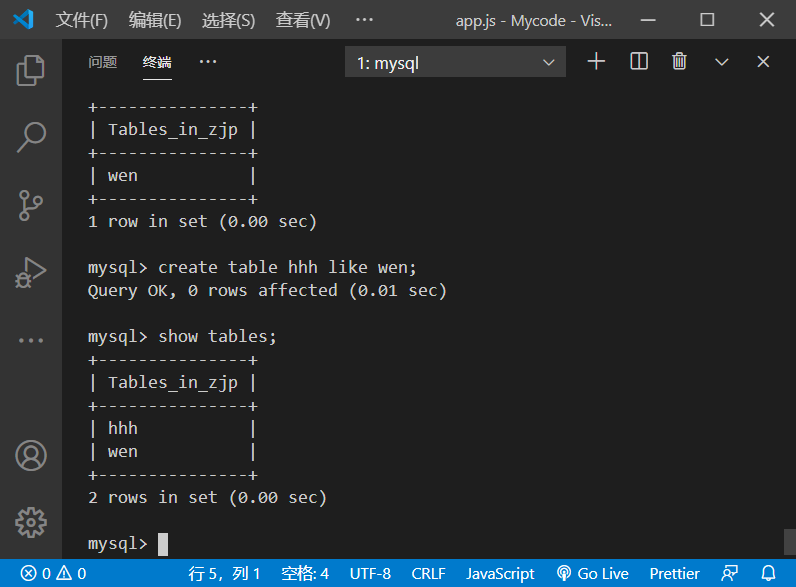 文件(F) 编辑(E) 选择(S) 查看(V) ··· app.js - Mycode - Vis...
问题 终端 ··· 1: mysql
+---------------+
| Tables_in_zjp |
+---------------+
| wen           |
+---------------+
1 row in set (0.00 sec)
mysql> create table hhh like wen;
Query OK, 0 rows affected (0.01 sec)
mysql> show tables;
+---------------+
| Tables_in_zjp |
+---------------+
| hhh           |
| wen           |
+---------------+
2 rows in set (0.00 sec)
mysql>
0 0 行 5，列 1 空格: 4 UTF-8 CRLF JavaScript Go Live Prettier